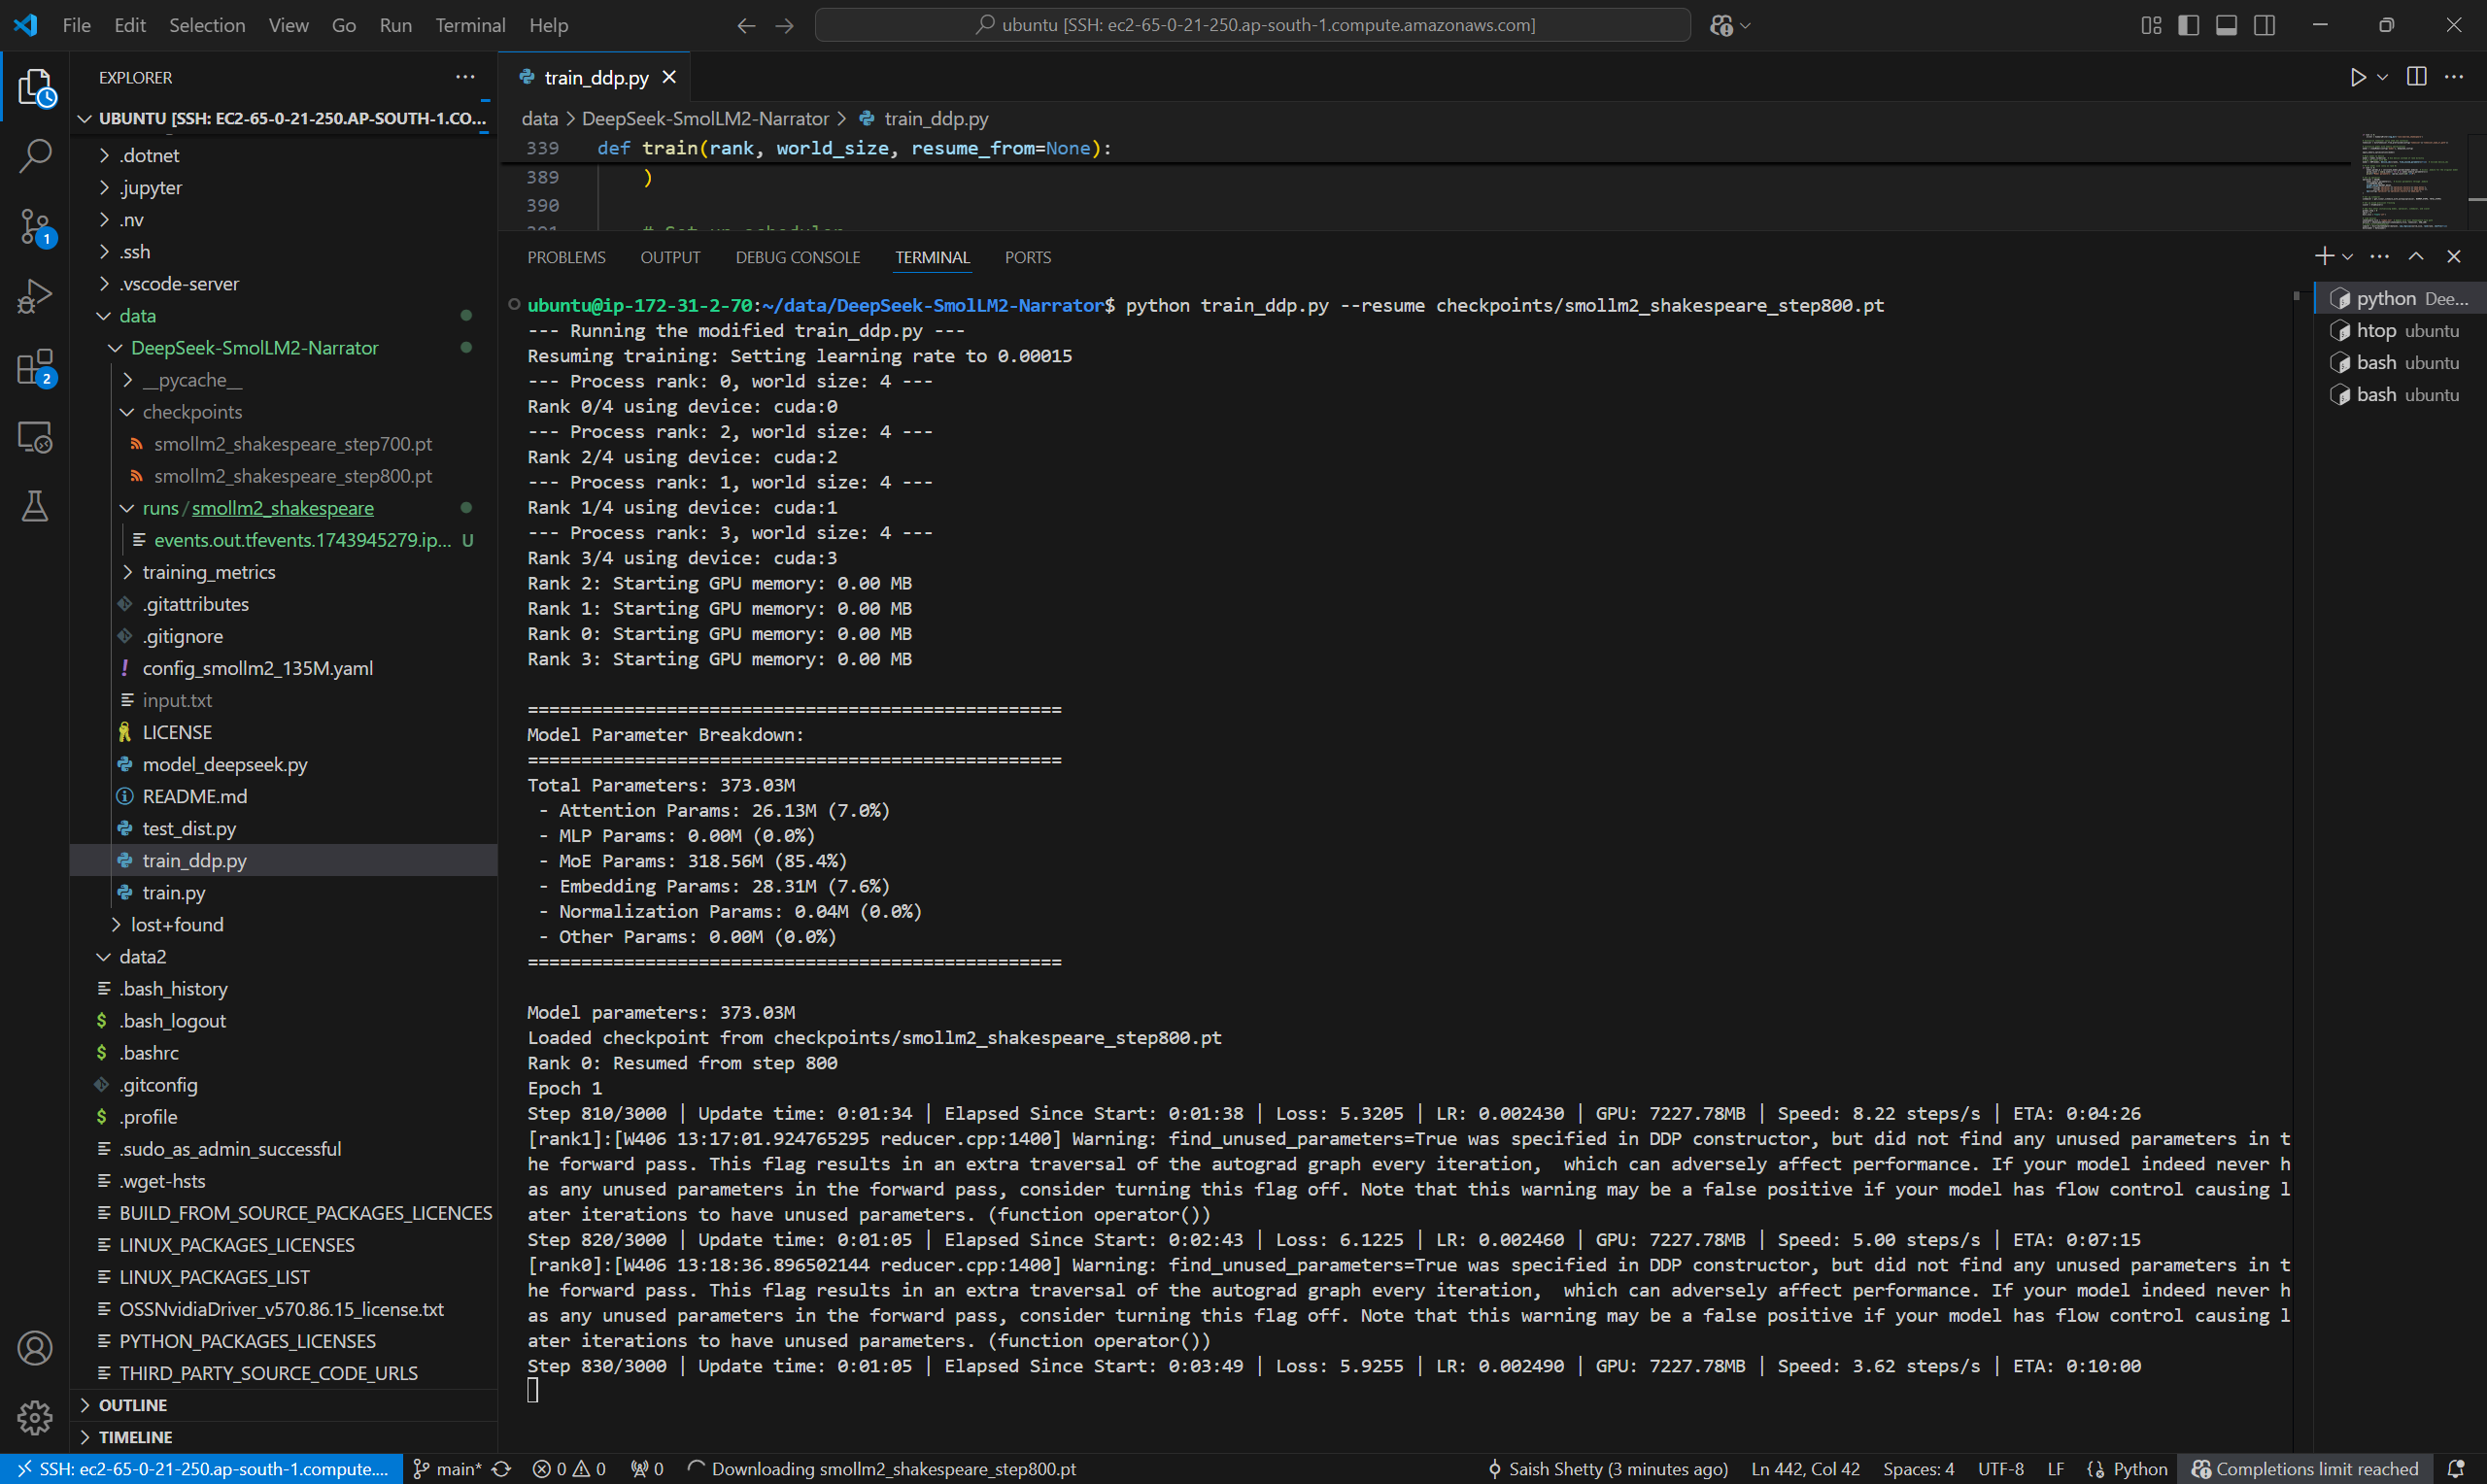 File Edit Selection View Go Run Terminal Help
ubuntu [SSH: ec2-65-0-21-250.ap-south-1.compute.amazonaws.com]
EXPLORER
UBUNTU [SSH: EC2-65-0-21-250.AP-SOUTH-1.CO...
.dotnet
.jupyter
.nv
.ssh
.vscode-server
data
DeepSeek-SmolLM2-Narrator
__pycache__
checkpoints
smollm2_shakespeare_step700.pt
smollm2_shakespeare_step800.pt
runs/smollm2_shakespeare
events.out.tfevents.1743945279.ip... U
training_metrics
.gitattributes
.gitignore
config_smollm2_135M.yaml
input.txt
LICENSE
model_deepseek.py
README.md
test_dist.py
train_ddp.py
train.py
lost+found
data2
.bash_history
.bash_logout
.bashrc
.gitconfig
.profile
.sudo_as_admin_successful
.wget-hsts
BUILD_FROM_SOURCE_PACKAGES_LICENCES
LINUX_PACKAGES_LICENSES
LINUX_PACKAGES_LIST
OSSNvidiaDriver_v570.86.15_license.txt
PYTHON_PACKAGES_LICENSES
THIRD_PARTY_SOURCE_CODE_URLS
OUTLINE
TIMELINE
1
2
train_ddp.py
data > DeepSeek-SmolLM2-Narrator > train_ddp.py
339 def train(rank, world_size, resume_from=None):
389 )
390
391 # Set up scheduler
PROBLEMS OUTPUT DEBUG CONSOLE TERMINAL PORTS
ubuntu@ip-172-31-2-70:~/data/DeepSeek-SmolLM2-Narrator$ python train_ddp.py --resume checkpoints/smollm2_shakespeare_step800.pt
--- Running the modified train_ddp.py ---
Resuming training: Setting learning rate to 0.00015
--- Process rank: 0, world size: 4 ---
Rank 0/4 using device: cuda:0
--- Process rank: 2, world size: 4 ---
Rank 2/4 using device: cuda:2
--- Process rank: 1, world size: 4 ---
Rank 1/4 using device: cuda:1
--- Process rank: 3, world size: 4 ---
Rank 3/4 using device: cuda:3
Rank 2: Starting GPU memory: 0.00 MB
Rank 1: Starting GPU memory: 0.00 MB
Rank 0: Starting GPU memory: 0.00 MB
Rank 3: Starting GPU memory: 0.00 MB
==================================================
Model Parameter Breakdown:
==================================================
Total Parameters: 373.03M
- Attention Params: 26.13M (7.0%)
- MLP Params: 0.00M (0.0%)
- MoE Params: 318.56M (85.4%)
- Embedding Params: 28.31M (7.6%)
- Normalization Params: 0.04M (0.0%)
- Other Params: 0.00M (0.0%)
==================================================
Model parameters: 373.03M
Loaded checkpoint from checkpoints/smollm2_shakespeare_step800.pt
Rank 0: Resumed from step 800
Epoch 1
Step 810/3000 | Update time: 0:01:34 | Elapsed Since Start: 0:01:38 | Loss: 5.3205 | LR: 0.002430 | GPU: 7227.78MB | Speed: 8.22 steps/s | ETA: 0:04:26
[rank1]:[W406 13:17:01.924765295 reducer.cpp:1400] Warning: find_unused_parameters=True was specified in DDP constructor, but did not find any unused parameters in t
he forward pass. This flag results in an extra traversal of the autograd graph every iteration,  which can adversely affect performance. If your model indeed never h
as any unused parameters in the forward pass, consider turning this flag off. Note that this warning may be a false positive if your model has flow control causing l
ater iterations to have unused parameters. (function operator())
Step 820/3000 | Update time: 0:01:05 | Elapsed Since Start: 0:02:43 | Loss: 6.1225 | LR: 0.002460 | GPU: 7227.78MB | Speed: 5.00 steps/s | ETA: 0:07:15
[rank0]:[W406 13:18:36.896502144 reducer.cpp:1400] Warning: find_unused_parameters=True was specified in DDP constructor, but did not find any unused parameters in t
he forward pass. This flag results in an extra traversal of the autograd graph every iteration,  which can adversely affect performance. If your model indeed never h
as any unused parameters in the forward pass, consider turning this flag off. Note that this warning may be a false positive if your model has flow control causing l
ater iterations to have unused parameters. (function operator())
Step 830/3000 | Update time: 0:01:05 | Elapsed Since Start: 0:03:49 | Loss: 5.9255 | LR: 0.002490 | GPU: 7227.78MB | Speed: 3.62 steps/s | ETA: 0:10:00
python Dee...
htop ubuntu
bash ubuntu
bash ubuntu
SSH: ec2-65-0-21-250.ap-south-1.compute.... main* 0 0 0 Downloading smollm2_shakespeare_step800.pt Saish Shetty (3 minutes ago) Ln 442, Col 42 Spaces: 4 UTF-8 LF Python Completions limit reached